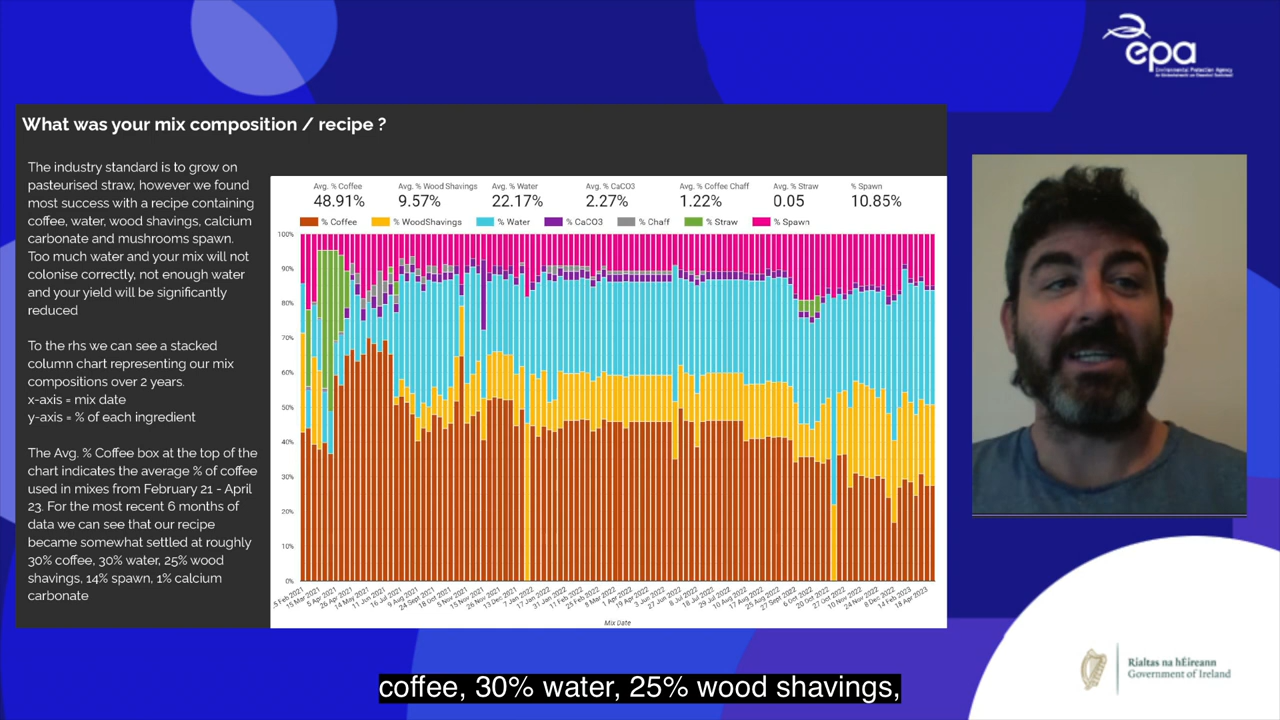 epa
Environmental Protection Agency
What was your mix composition / recipe ?
The industry standard is to grow on
pasteurised straw, however we found
most success with a recipe containing
coffee, water, wood shavings, calcium
carbonate and mushrooms spawn.
Too much water and your mix will not
colonise correctly, not enough water
and your yield will be significantly
reduced
To the rhs we can see a stacked
column chart representing our mix
compositions over 2 years.
x-axis = mix date
y-axis = % of each ingredient
The Avg. % Coffee box at the top of the
chart indicates the average % of coffee
used in mixes from February 21 - April
23. For the most recent 6 months of
data we can see that our recipe
became somewhat settled at roughly
30% coffee, 30% water, 25% wood
shavings, 14% spawn, 1% calcium
carbonate
Avg. % Coffee Avg. % Wood Shavings Avg. % Water Avg. % CaCO3 Avg. % Coffee Chaff Avg. % Straw % Spawn
48.91% 9.57% 22.17% 2.27% 1.22% 0.05 10.85%
% Coffee % WoodShavings % Water % CaCO3 % Chaff % Straw % Spawn
100%
90%
80%
70%
60%
50%
40%
30%
20%
10%
0%
Mix Date
coffee, 30% water, 25% wood shavings,
Rialtas na hÉireann
Government of Ireland